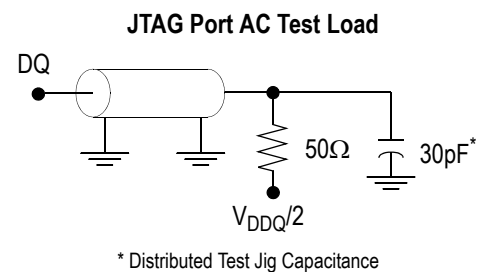 JTAG Port AC Test Load
DQ
50Ω
30pF*
VDDQ/2
* Distributed Test Jig Capacitance